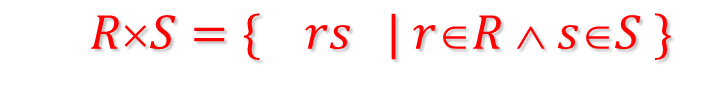 R×S = { rs | r∈R ∧ s∈S }